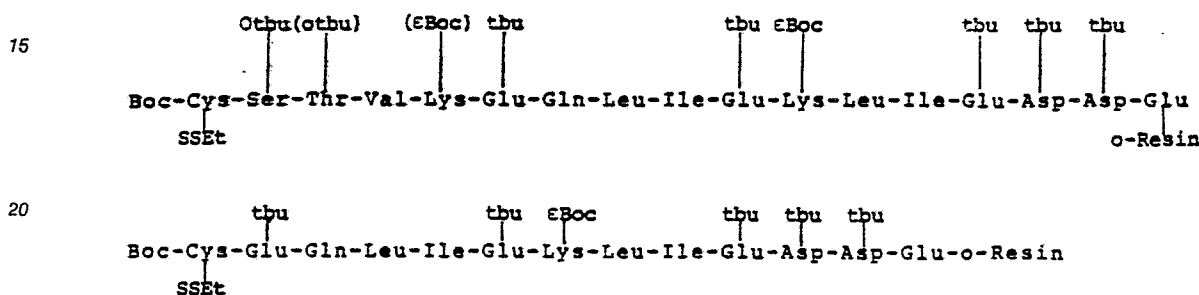 15
Otbu(otbu) (εBoc) tbu tbu εBoc tbu tbu tbu
Boc-Cys-Ser-Thr-Val-Lys-Glu-Gln-Leu-Ile-Glu-Lys-Leu-Ile-Glu-Asp-Asp-Glu
SSEt o-Resin
20
tbu tbu εBoc tbu tbu tbu
Boc-Cys-Glu-Gln-Leu-Ile-Glu-Lys-Leu-Ile-Glu-Asp-Asp-Glu-o-Resin
SSEt